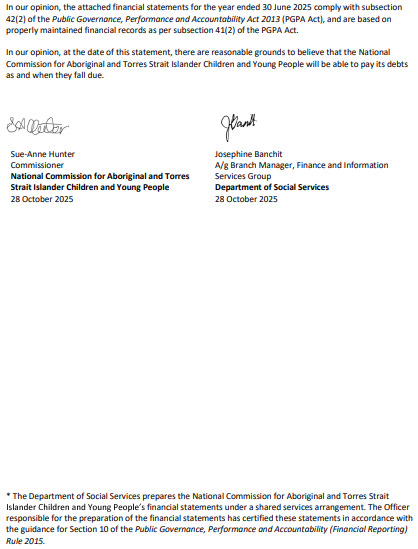 In our opinion, the attached financial statements for the year ended 30 June 2025 comply with subsection
42(2) of the Public Governance, Performance and Accountability Act 2013 (PGPA Act), and are based on
properly maintained financial records as per subsection 41(2) of the PGPA Act.
In our opinion, at the date of this statement, there are reasonable grounds to believe that the National
Commission for Aboriginal and Torres Strait Islander Children and Young People will be able to pay its debts
as and when they fall due.
Sue-Anne Hunter
Commissioner
National Commission for Aboriginal and Torres
Strait Islander Children and Young People
28 October 2025
Josephine Banchit
A/g Branch Manager, Finance and Information
Services Group
Department of Social Services
28 October 2025
* The Department of Social Services prepares the National Commission for Aboriginal and Torres Strait
Islander Children and Young People's financial statements under a shared services arrangement. The Officer
responsible for the preparation of the financial statements has certified these statements in accordance with
the guidance for Section 10 of the Public Governance, Performance and Accountability (Financial Reporting)
Rule 2015.